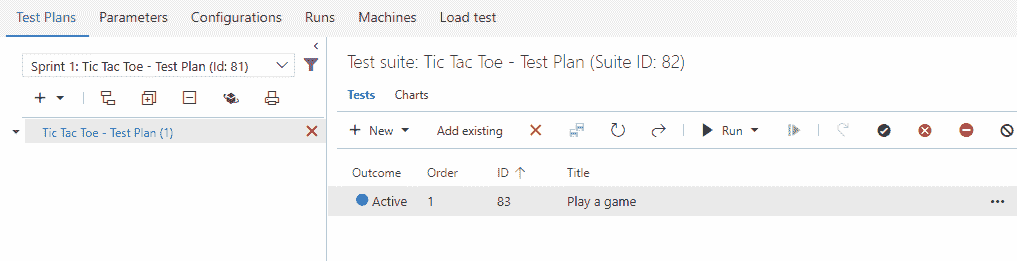 Test Plans Parameters Configurations Runs Machines Load test
Sprint 1: Tic Tac Toe - Test Plan (Id: 81)
Tic Tac Toe - Test Plan (1)
Test suite: Tic Tac Toe - Test Plan (Suite ID: 82)
Tests Charts
New Add existing Run
Outcome Order ID Title
Active 1 83 Play a game